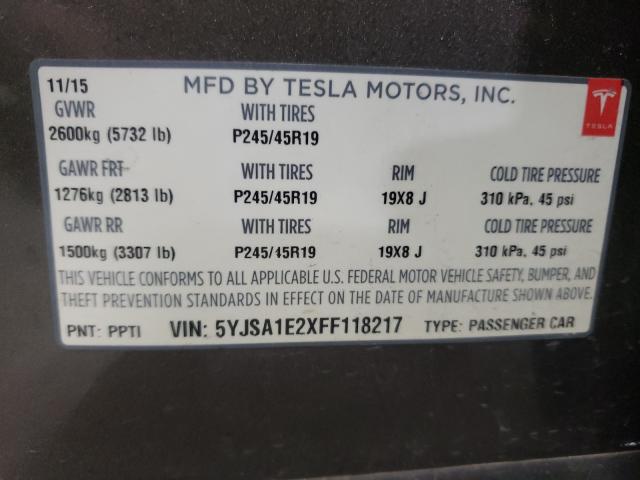 11/15 MFD BY TESLA MOTORS, INC.
GVWR WITH TIRES
2600kg (5732 lb) P245/45R19
TESLA
GAWR FRT WITH TIRES RIM COLD TIRE PRESSURE
1276kg (2813 lb) P245/45R19 19X8 J 310 kPa, 45 psi
GAWR RR WITH TIRES RIM COLD TIRE PRESSURE
1500kg (3307 lb) P245/45R19 19X8 J 310 kPa, 45 psi
THIS VEHICLE CONFORMS TO ALL APPLICABLE U.S. FEDERAL MOTOR VEHICLE SAFETY, BUMPER, AND
THEFT PREVENTION STANDARDS IN EFFECT ON THE DATE OF MANUFACTURE SHOWN ABOVE.
PNT: PPTI VIN: 5YJSA1E2XFF118217 TYPE: PASSENGER CAR